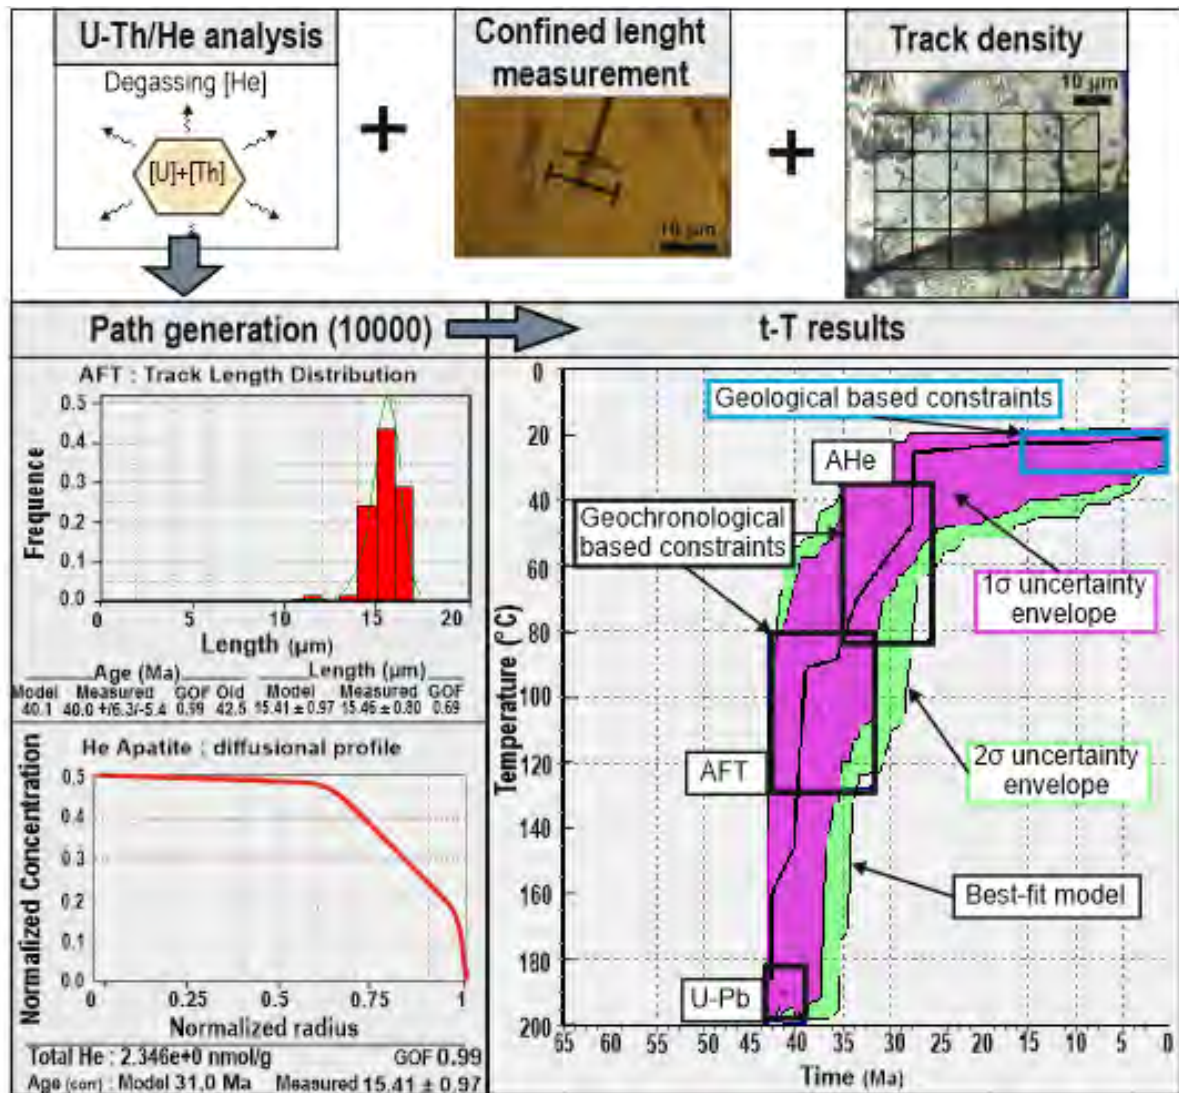 U-Th/He analysis
Degassing [He]
[U]+[Th]
+
Confined lenght
measurement
10 µm
+
Track density
10 µm
Path generation (10000)
AFT : Track Length Distribution
Frequence
0.5
0.4
0.3
0.2
0.1
0.0
0 5 10 15 20
Length (µm)
Age (Ma) Length (µm)
Model Measured GOF Old Model Measured GOF
40.1 40.0 +/6.3/-5.4 0.99 42.5 15.41 ± 0.97 15.46 ± 0.80 0.69
He Apatite : diffusional profile
Normalized Concentration
0.5
0.4
0.3
0.2
0.1
0.0
0 0.25 0.75 1
Normalized radius
Total He : 2.346e+0 nmol/g GOF 0.99
Age (corr) : Model 31.0 Ma Measured 15.41 ± 0.97
t-T results
Temperature (°C)
0
20
40
60
80
100
120
140
160
180
200
Geological based constraints
AHe
Geochronological
based constraints
1σ uncertainty
envelope
AFT
2σ uncertainty
envelope
Best-fit model
U-Pb
65 60 55 50 45 40 35 30 25 20 15 10 5 0
Time (Ma)